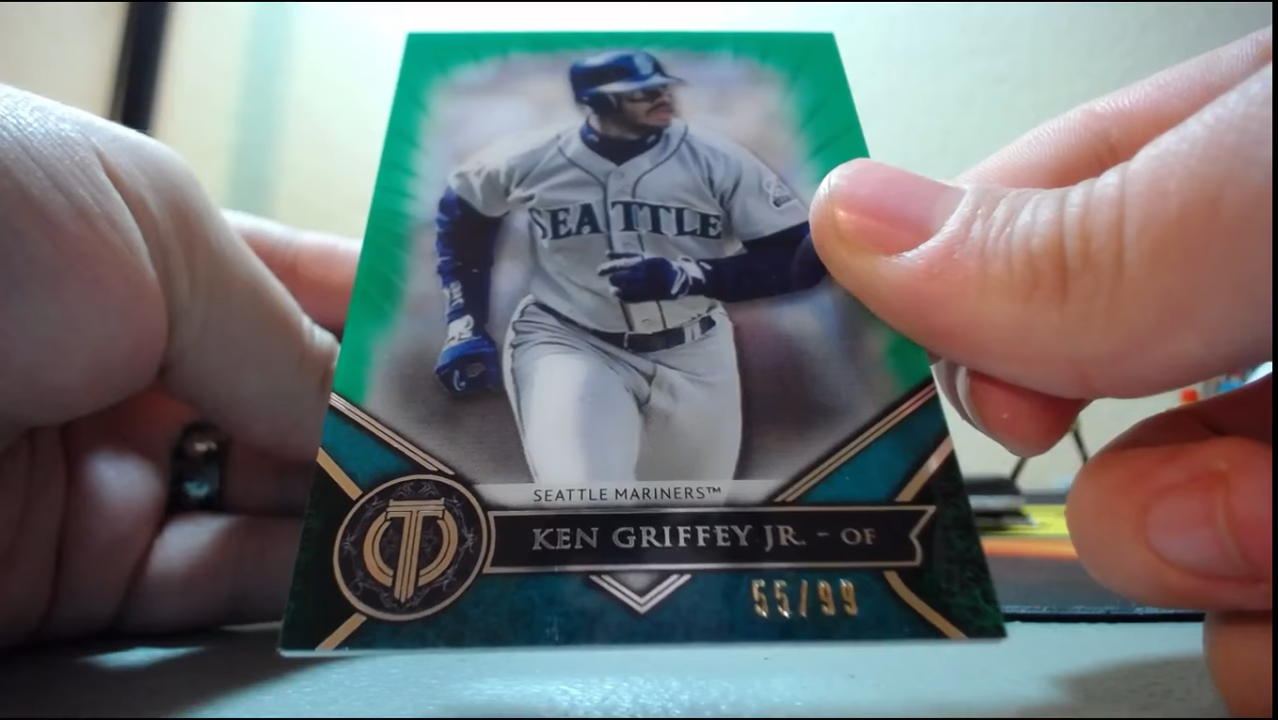 SEATTLE
SEATTLE MARINERS™
KEN GRIFFEY JR. - OF
T
55/99